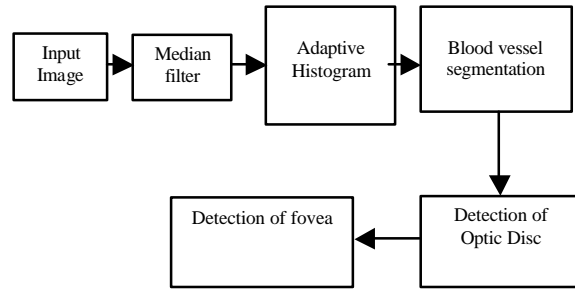 Input
Image
Median
filter
Adaptive
Histogram
Blood vessel
segmentation
Detection of
Optic Disc
Detection of fovea